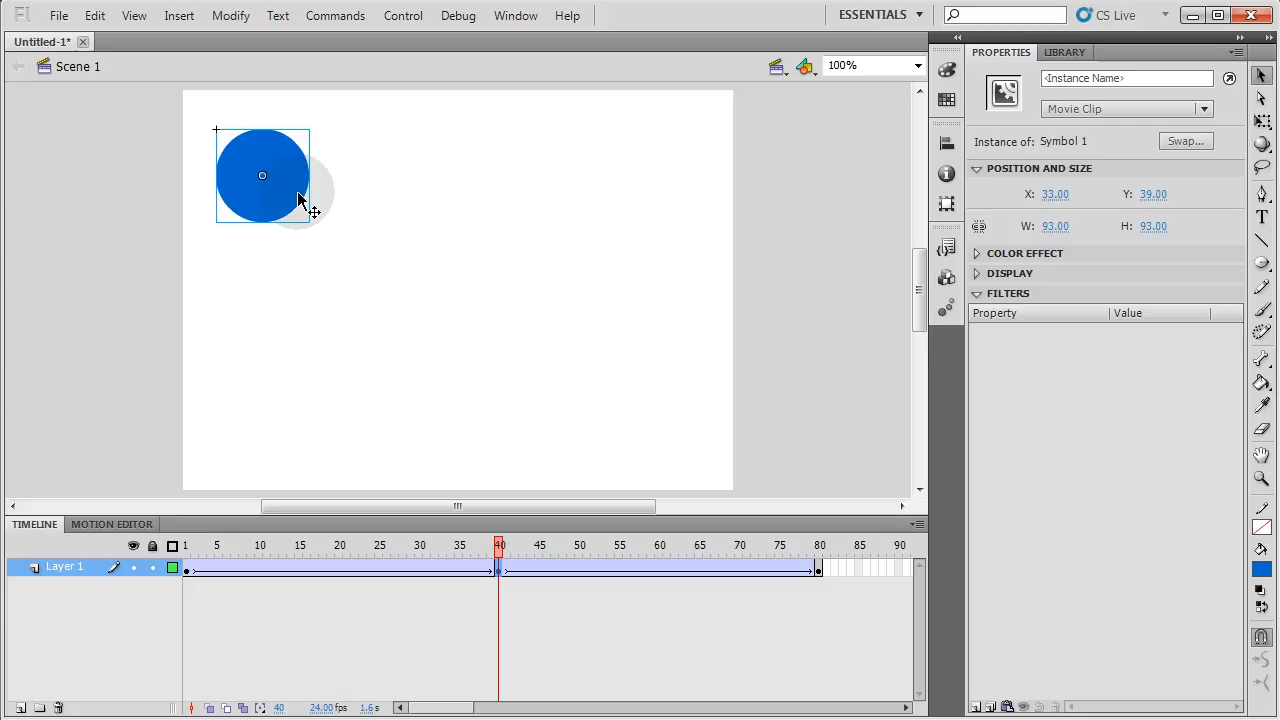 Fl File Edit View Insert Modify Text Commands Control Debug Window Help ESSENTIALS CS Live
Untitled-1*
Scene 1 100%
PROPERTIES LIBRARY
<Instance Name>
Movie Clip
Instance of: Symbol 1 Swap...
POSITION AND SIZE
X: 33.00 Y: 39.00
W: 93.00 H: 93.00
COLOR EFFECT
DISPLAY
FILTERS
Property Value
TIMELINE MOTION EDITOR
1 5 10 15 20 25 30 35 40 45 50 55 60 65 70 75 80 85 90
Layer 1
40 24.00 fps 1.6 s